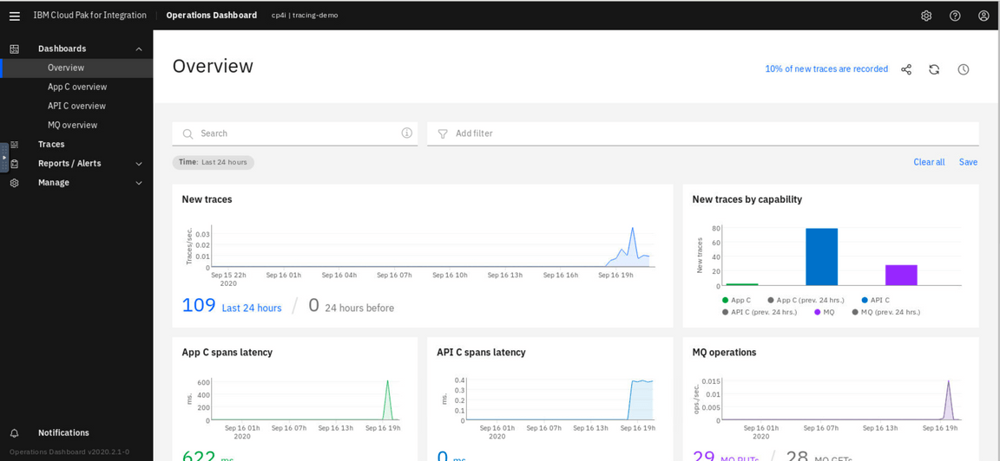 IBM Cloud Pak for Integration Operations Dashboard cp4i | tracing-demo
Dashboards
Overview
App C overview
API C overview
MQ overview
Traces
Reports / Alerts
Manage
Notifications
Operations Dashboard v2020.2.1-0
Overview
10% of new traces are recorded
Search
Add filter
Time: Last 24 hours
Clear all Save
New traces
Traces/sec.
0.03
0.02
0.01
0
Sep 15 22h Sep 16 01h Sep 16 04h Sep 16 07h Sep 16 10h Sep 16 13h Sep 16 16h Sep 16 19h
2020
109 Last 24 hours / 0 24 hours before
New traces by capability
New traces
80
60
40
20
0
App C App C (prev. 24 hrs.) API C
API C (prev. 24 hrs.) MQ MQ (prev. 24 hrs.)
App C spans latency
ms.
600
400
200
0
Sep 16 01h Sep 16 07h Sep 16 13h Sep 16 19h
2020
622 ms
API C spans latency
ms.
0.4
0.3
0.2
0.1
0
Sep 16 01h Sep 16 07h Sep 16 13h Sep 16 19h
2020
0 ms
MQ operations
ops./sec.
0.015
0.01
0.005
0
Sep 16 01h Sep 16 07h Sep 16 13h Sep 16 19h
2020
29 MQ PUTs / 28 MQ GETs